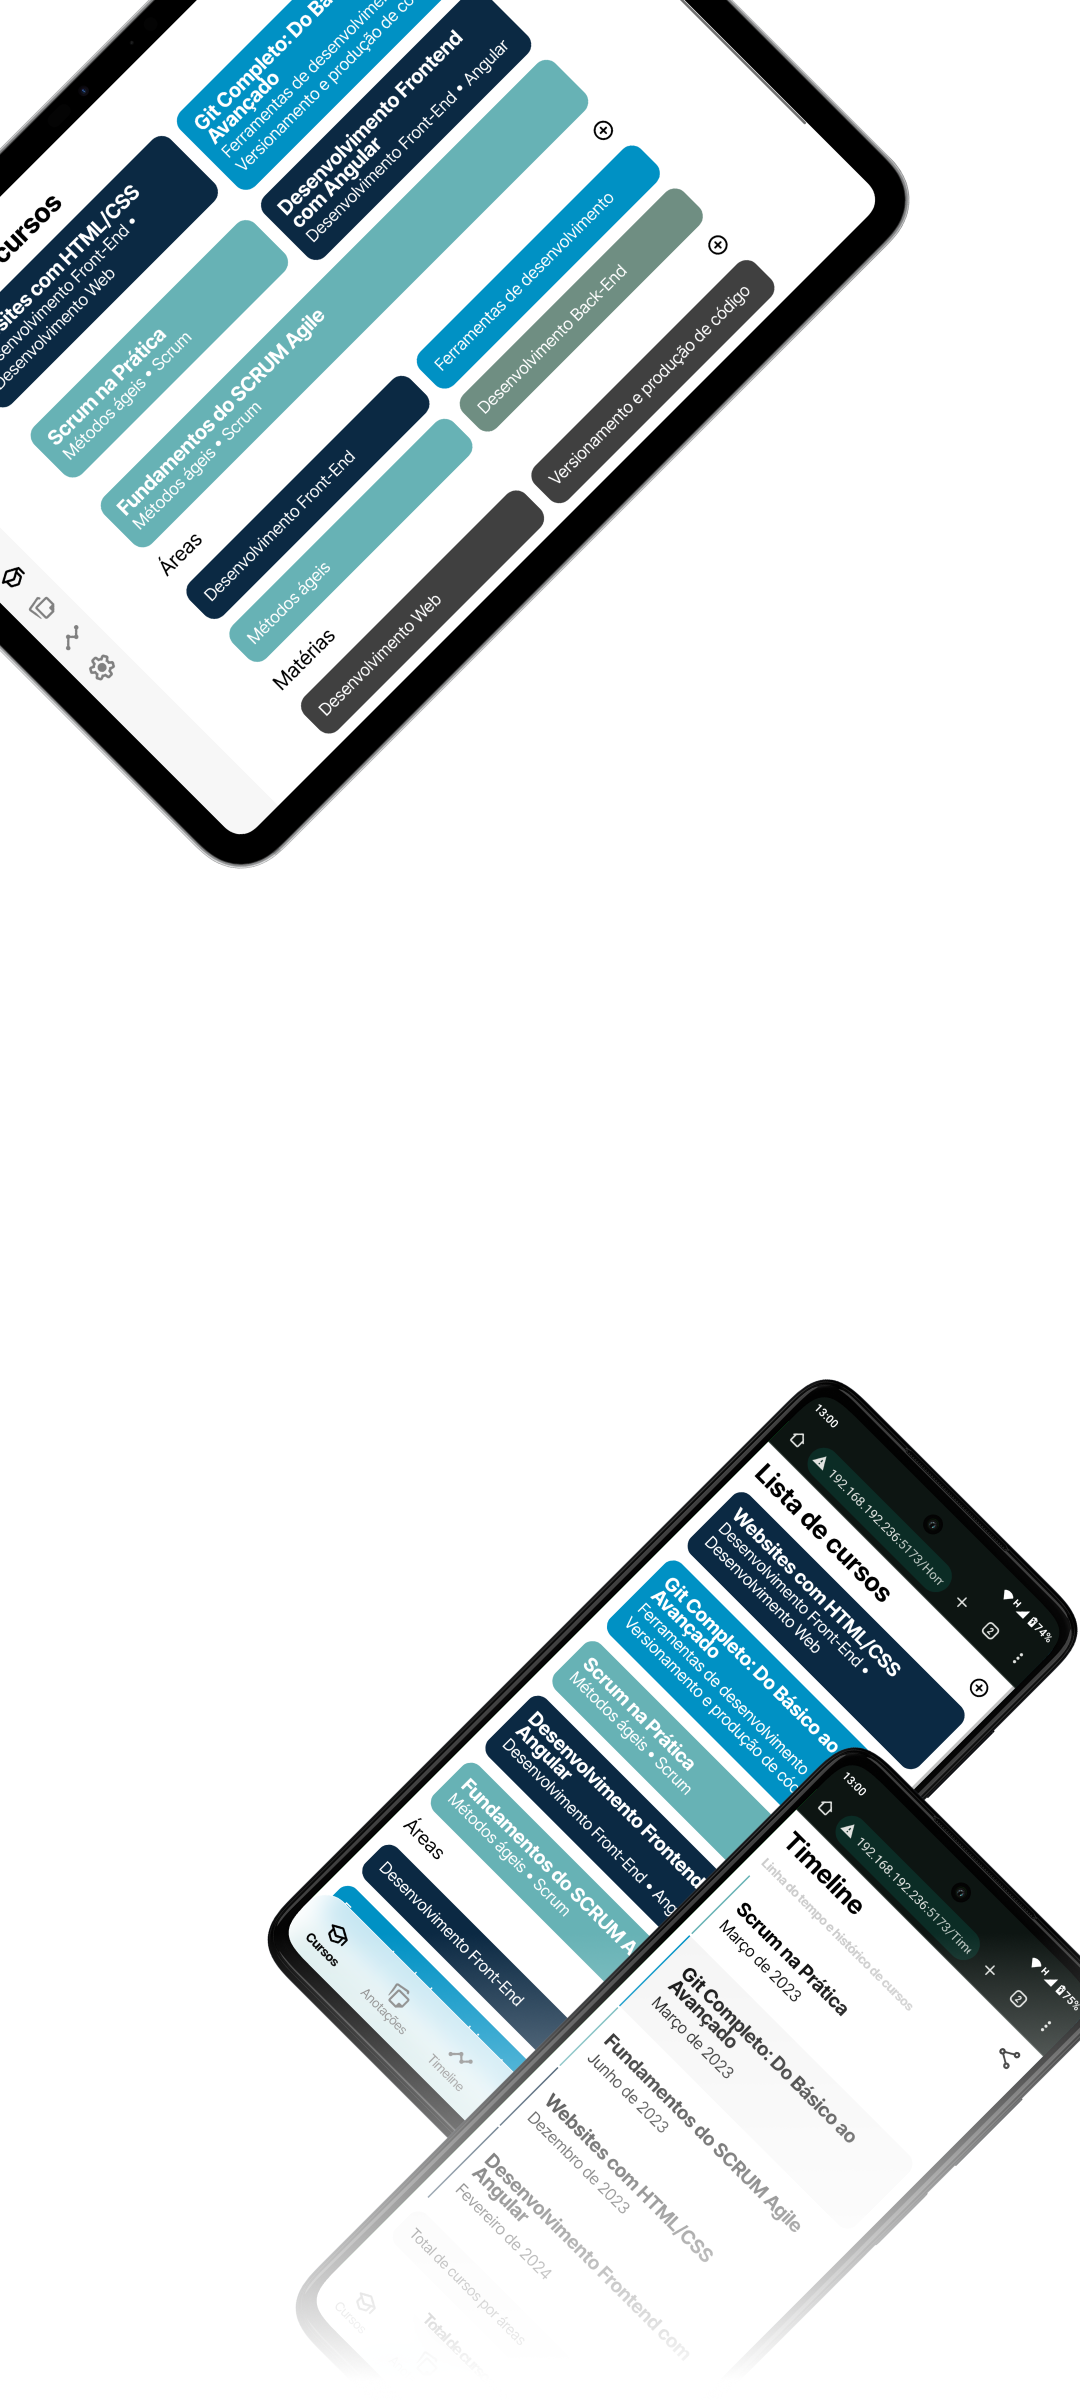 cursos
sites com HTML/CSS
Desenvolvimento Front-End •
Desenvolvimento Web
Git Completo: Do
Avançado
Ferramentas de
Versionamento e produção de
Scrum na Prática
Métodos ágeis • Scrum
Desenvolvimento Frontend
com Angular
Desenvolvimento Front-End • Angular
Fundamentos do SCRUM Agile
Métodos ágeis • Scrum
Áreas
Desenvolvimento Front-End
Ferramentas de desenvolvimento
Métodos ágeis
Desenvolvimento Back-End
Matérias
Desenvolvimento Web
Versionamento e produção de código
13:00
H 74%
192.168.192.236:5173/Hom
2
Lista de cursos
Websites com HTML/CSS
Desenvolvimento Front-End •
Desenvolvimento Web
Git Completo: Do Básico ao
Avançado
Ferramentas de desenvolvimento
Versionamento e produção de cód
Scrum na Prática
Métodos ágeis • Scrum
Desenvolvimento Frontend
Angular
Desenvolvimento Front-End • Ang
Fundamentos do SCRUM A
Métodos ágeis • Scrum
Áreas
Desenvolvimento Front-End
Cursos
Anotações
Timeline
13:00
H 75%
192.168.192.236:5173/Time
2
Timeline
Linha do tempo e histórico de cursos
Scrum na Prática
Março de 2023
Git Completo: Do Básico ao
Avançado
Março de 2023
Fundamentos do SCRUM Agile
Junho de 2023
Websites com HTML/CSS
Dezembro de 2023
Desenvolvimento Frontend com
Angular
Fevereiro de 2024
Total de cursos por áreas
Total de cur
Cursos